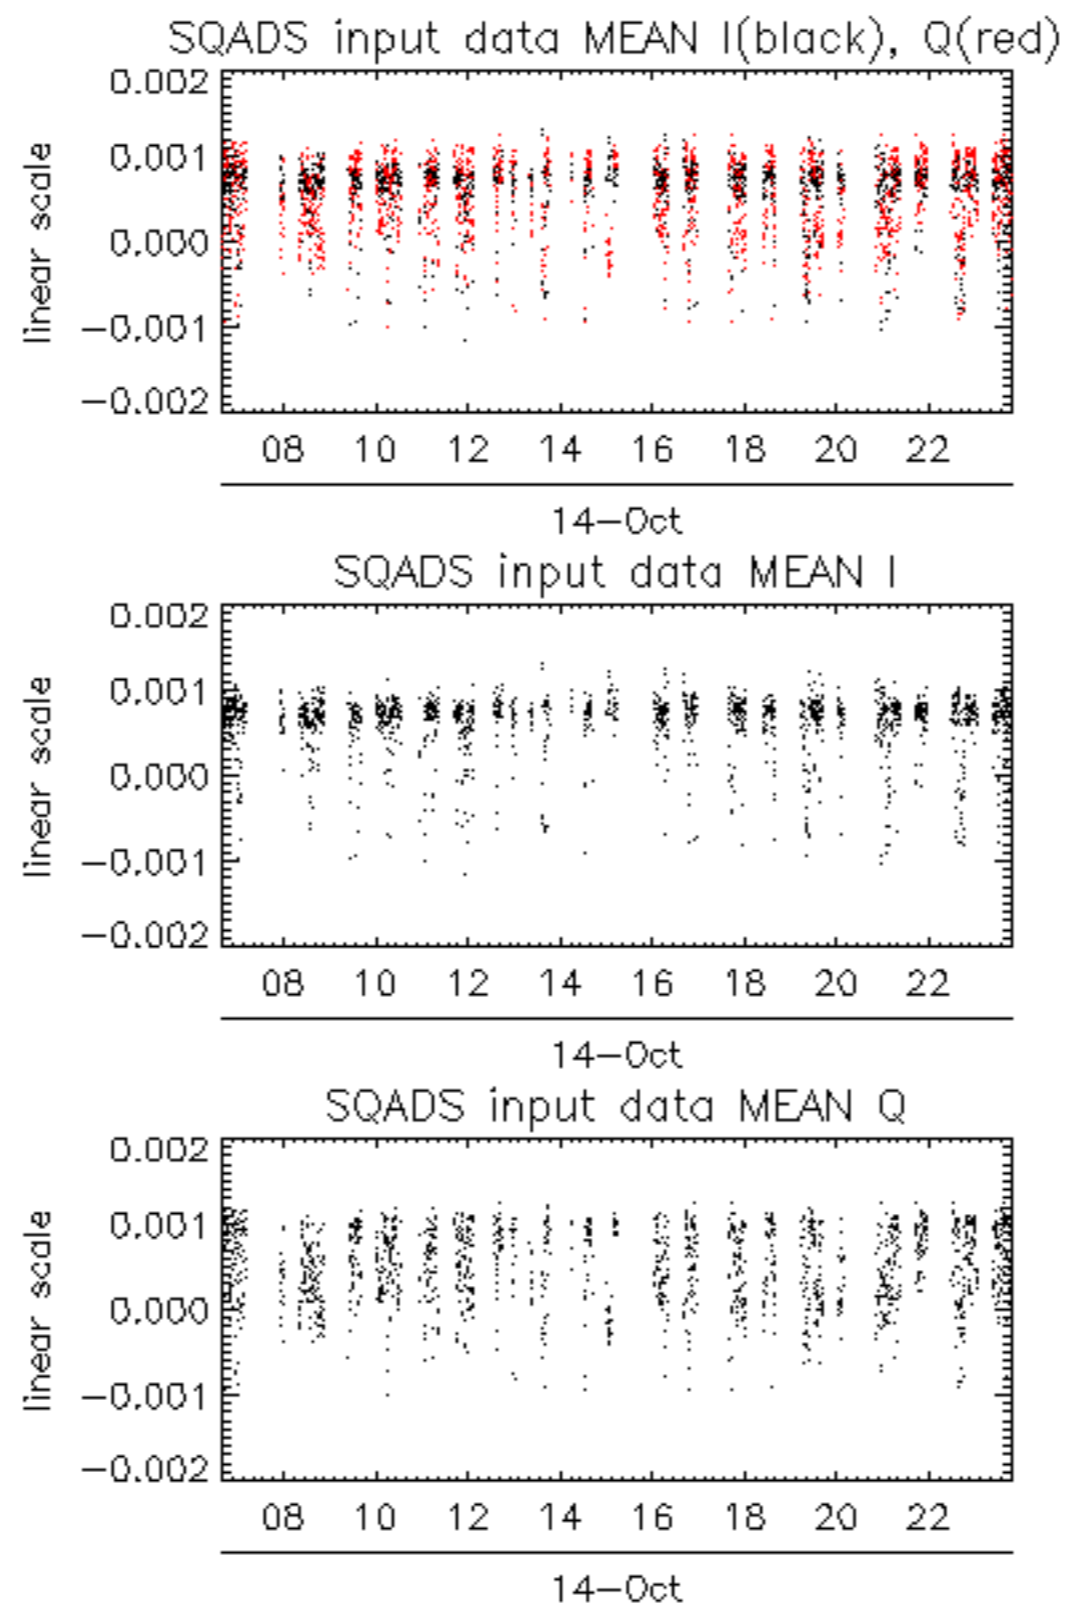 SQADS input data MEAN I(black), Q(red)
0.002
0.001
0.000
−0.001
−0.002
linear scale
08 10 12 14 16 18 20 22
14−Oct
SQADS input data MEAN I
0.002
0.001
0.000
−0.001
−0.002
linear scale
08 10 12 14 16 18 20 22
14−Oct
SQADS input data MEAN Q
0.002
0.001
0.000
−0.001
−0.002
linear scale
08 10 12 14 16 18 20 22
14−Oct